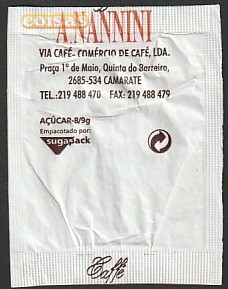 coisas
A.NANNINI
VIA CAFÉ- COMÉRCIO DE CAFÉ, LDA.
Praça 1º de Maio, Quinta do Barreiro,
2685-534 CAMARATE
TEL.:219 488 470 FAX: 219 488 479
AÇÚCAR-8/9g
Empacotado por:
sugapack
Caffè